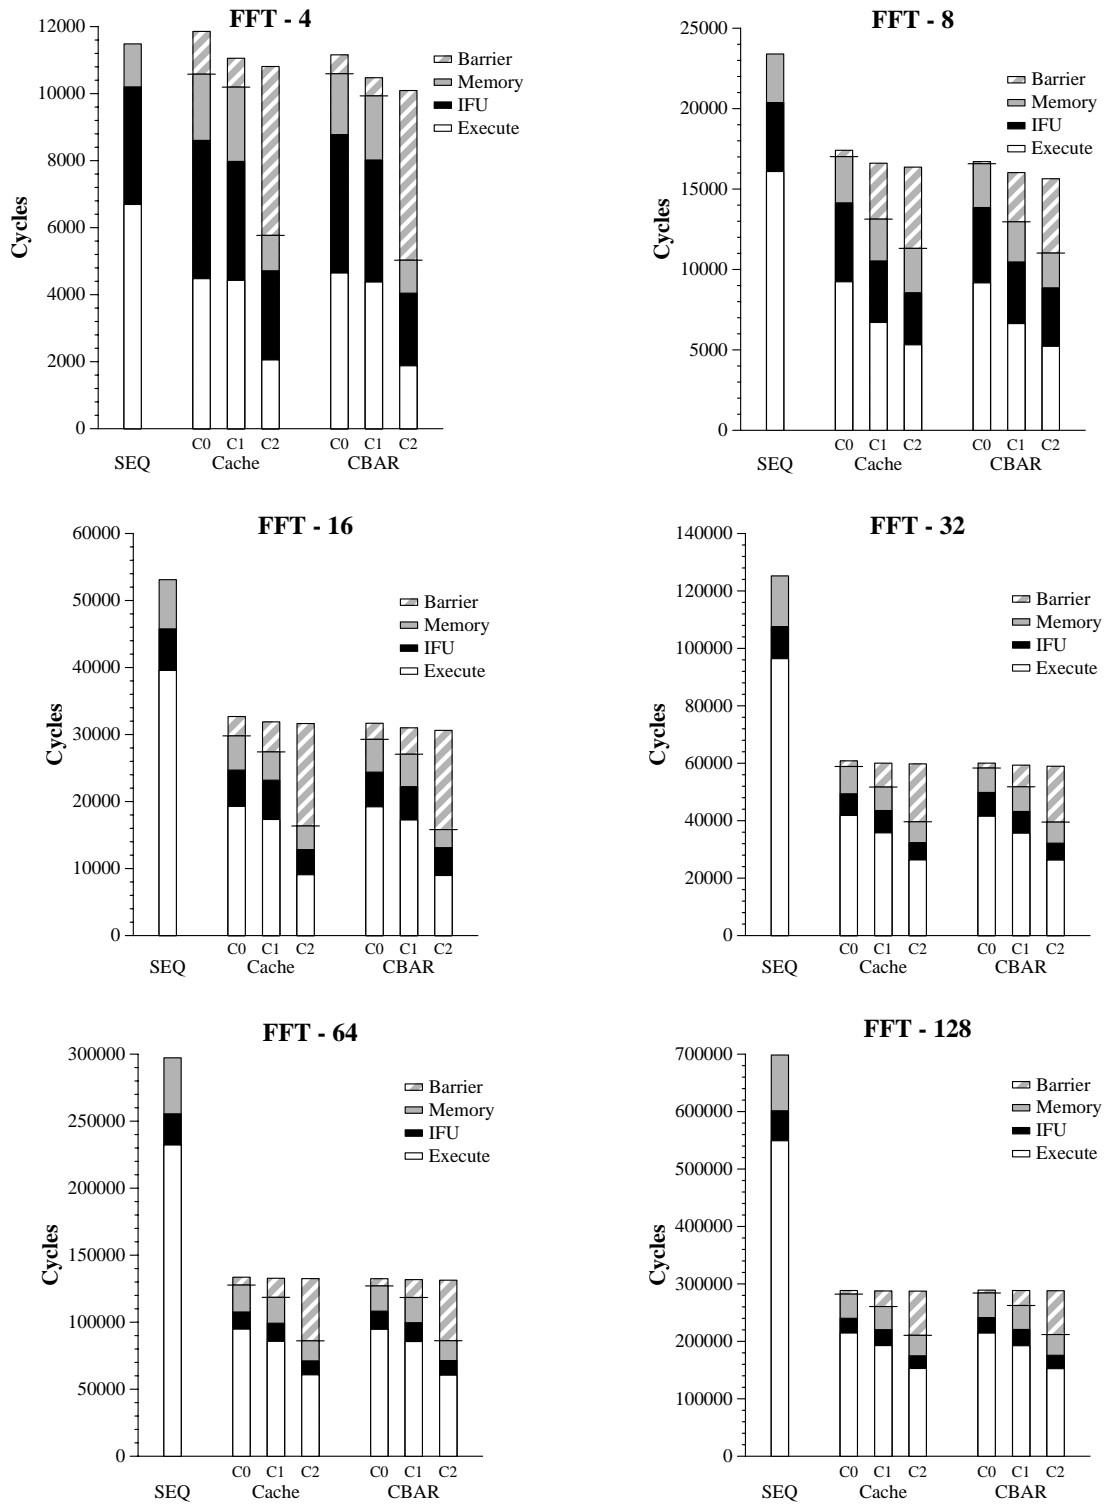 FFT - 4
12000
10000
8000
6000
4000
2000
0
Cycles
Barrier
Memory
IFU
Execute
C0 C1 C2 C0 C1 C2
SEQ Cache CBAR
FFT - 8
25000
20000
15000
10000
5000
0
Cycles
Barrier
Memory
IFU
Execute
C0 C1 C2 C0 C1 C2
SEQ Cache CBAR
FFT - 16
60000
50000
40000
30000
20000
10000
0
Cycles
Barrier
Memory
IFU
Execute
C0 C1 C2 C0 C1 C2
SEQ Cache CBAR
FFT - 32
140000
120000
100000
80000
60000
40000
20000
0
Cycles
Barrier
Memory
IFU
Execute
C0 C1 C2 C0 C1 C2
SEQ Cache CBAR
FFT - 64
300000
250000
200000
150000
100000
50000
0
Cycles
Barrier
Memory
IFU
Execute
C0 C1 C2 C0 C1 C2
SEQ Cache CBAR
FFT - 128
700000
600000
500000
400000
300000
200000
100000
0
Cycles
Barrier
Memory
IFU
Execute
C0 C1 C2 C0 C1 C2
SEQ Cache CBAR